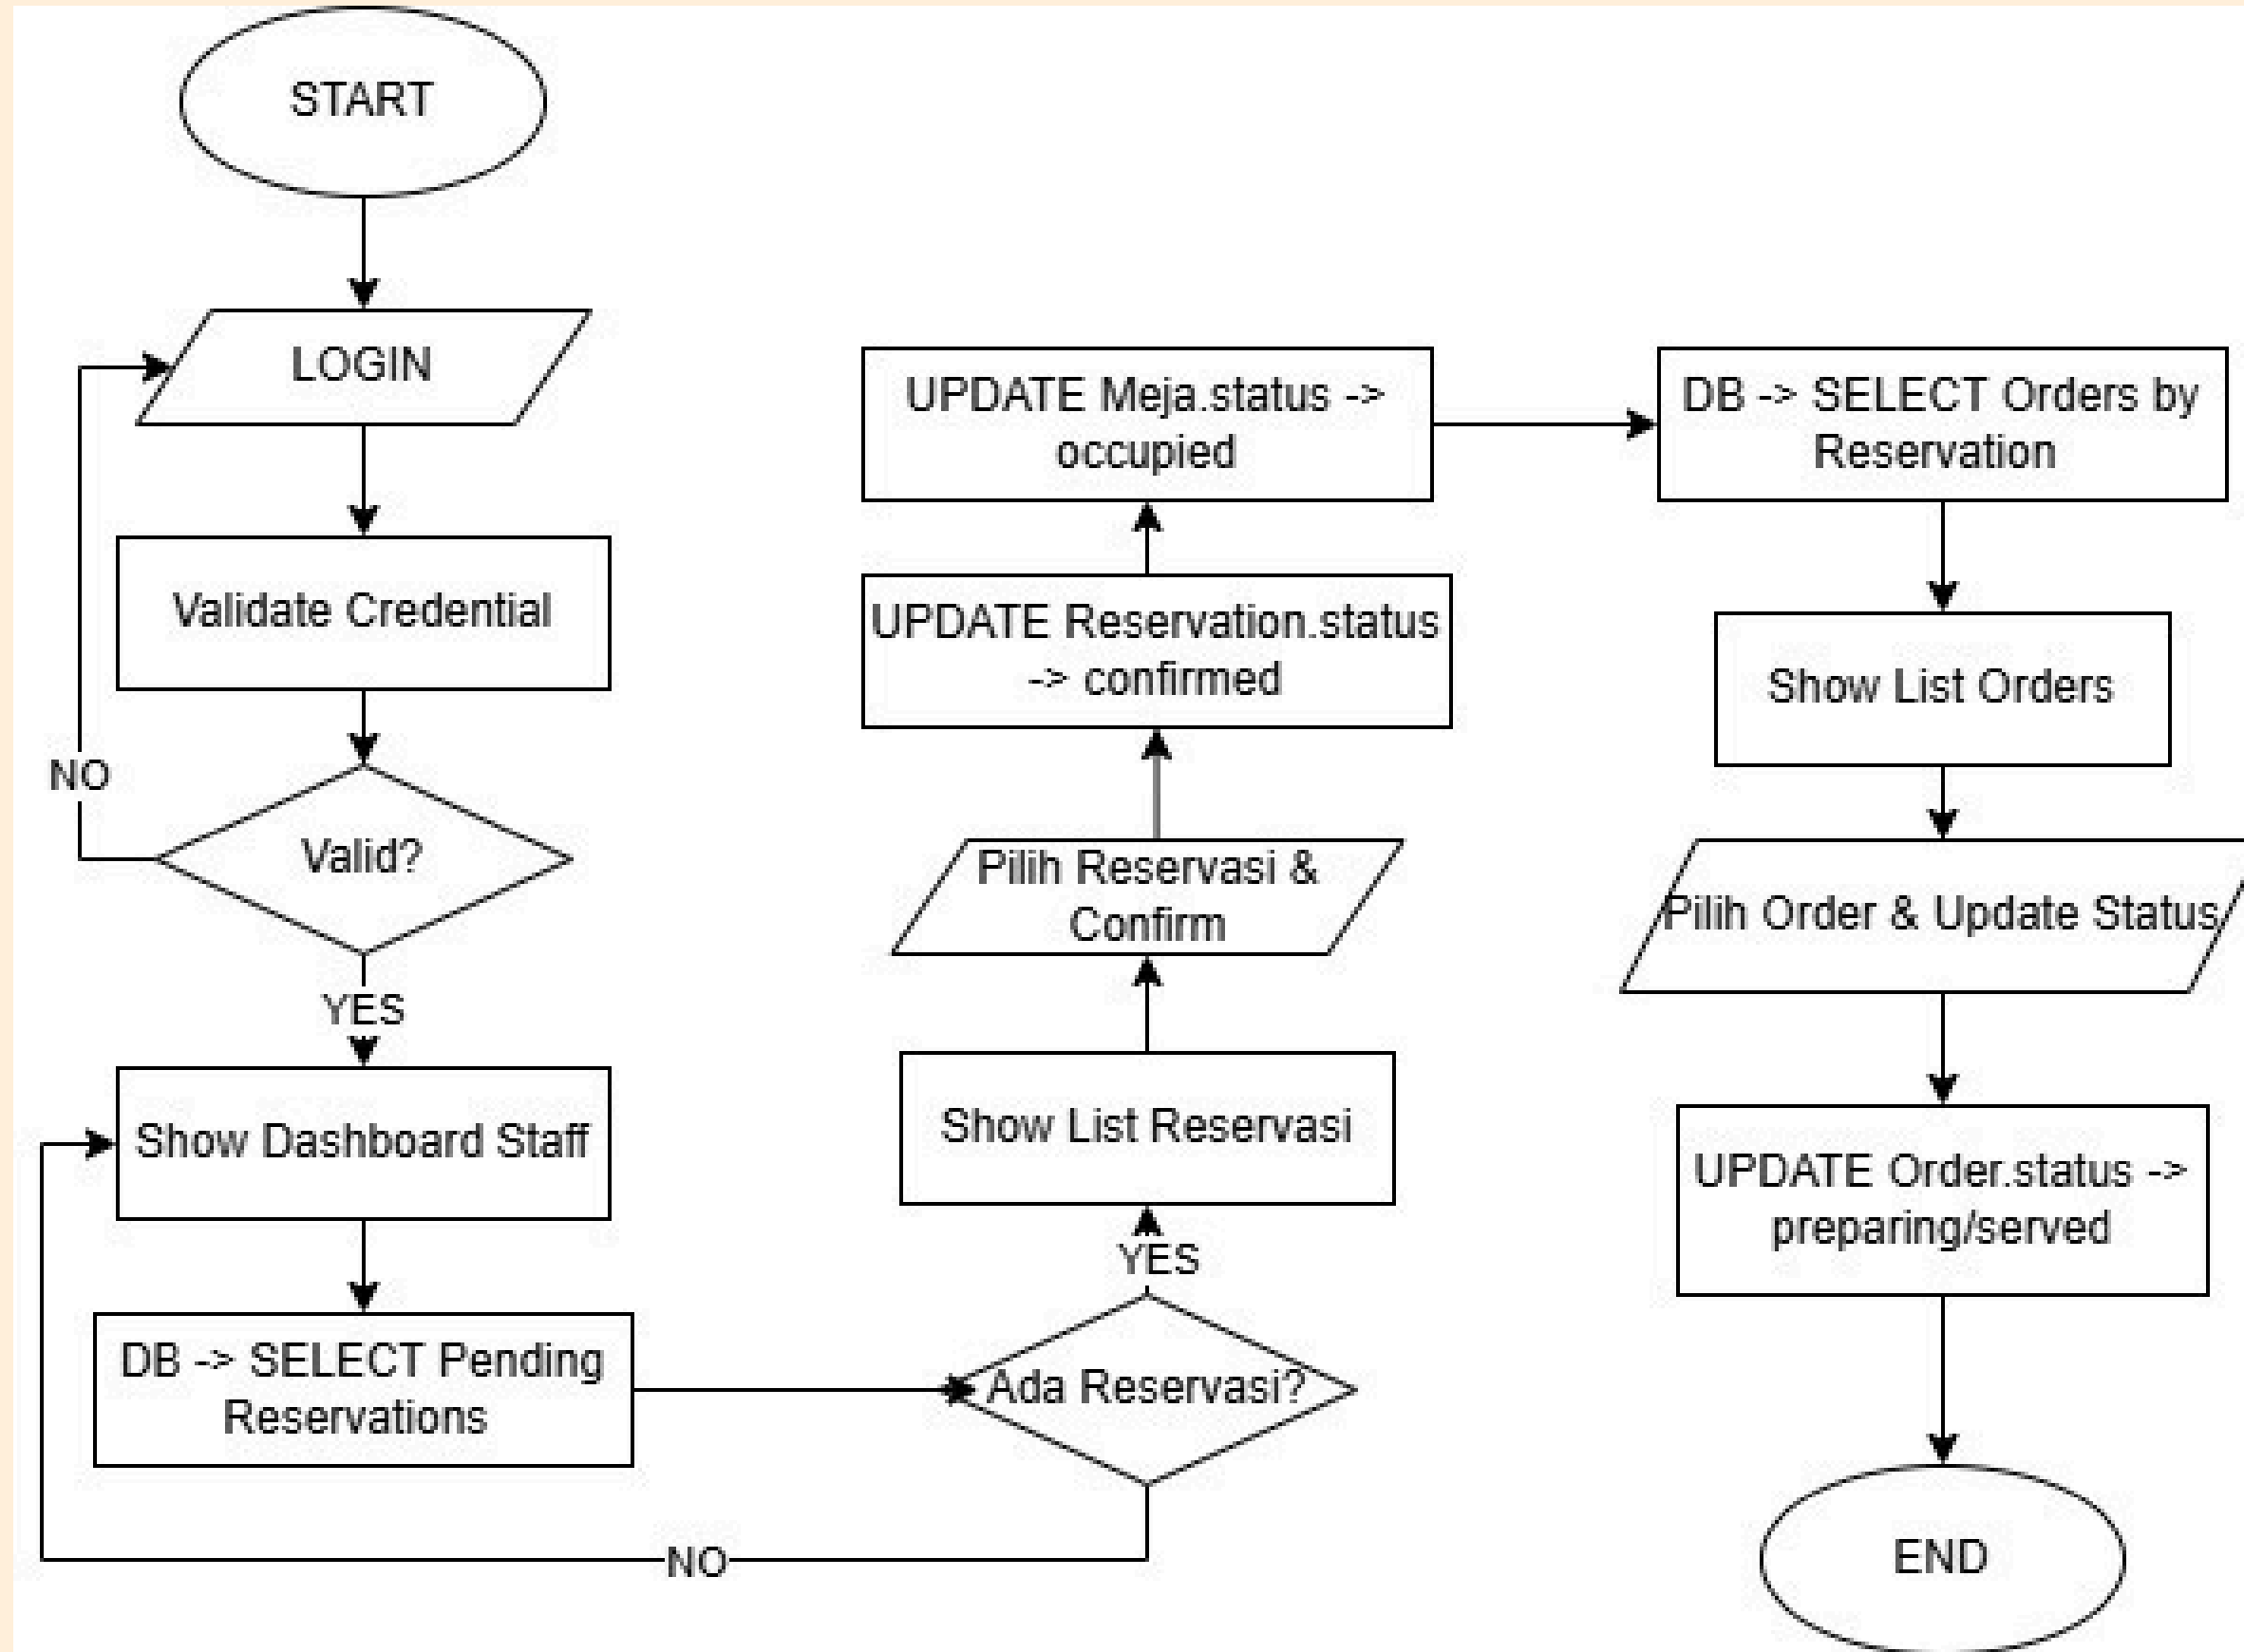 START
LOGIN
Validate Credential
NO
Valid?
YES
Show Dashboard Staff
DB -> SELECT Pending
Reservations
Ada Reservasi?
NO
YES
Show List Reservasi
Pilih Reservasi &
Confirm
UPDATE Reservation.status
-> confirmed
UPDATE Meja.status ->
occupied
DB -> SELECT Orders by
Reservation
Show List Orders
Pilih Order & Update Status
UPDATE Order.status ->
preparing/served
END